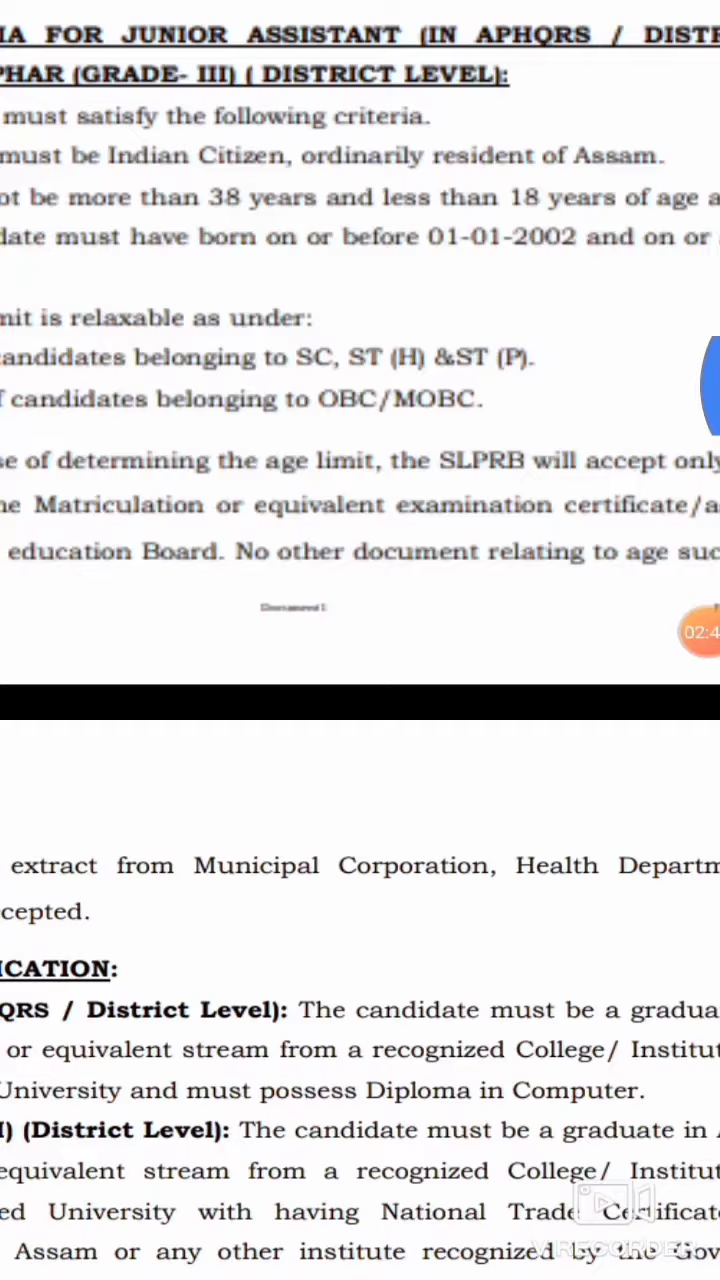 IA FOR JUNIOR ASSISTANT (IN APHQRS / DISTR
PHAR (GRADE- III) ( DISTRICT LEVEL):
must satisfy the following criteria.
must be Indian Citizen, ordinarily resident of Assam.
ot be more than 38 years and less than 18 years of age a
date must have born on or before 01-01-2002 and on or
mit is relaxable as under:
candidates belonging to SC, ST (H) &ST (P).
f candidates belonging to OBC/MOBC.
se of determining the age limit, the SLPRB will accept only
he Matriculation or equivalent examination certificate/a
education Board. No other document relating to age suc
02:4
extract from Municipal Corporation, Health Departm
ccepted.
ICATION:
QRS / District Level): The candidate must be a gradua
or equivalent stream from a recognized College/ Institut
University and must possess Diploma in Computer.
I) (District Level): The candidate must be a graduate in A
equivalent stream from a recognized College/ Institut
ed University with having National Trade Certificate
Assam or any other institute recognized by the Gov
VIRECORDER